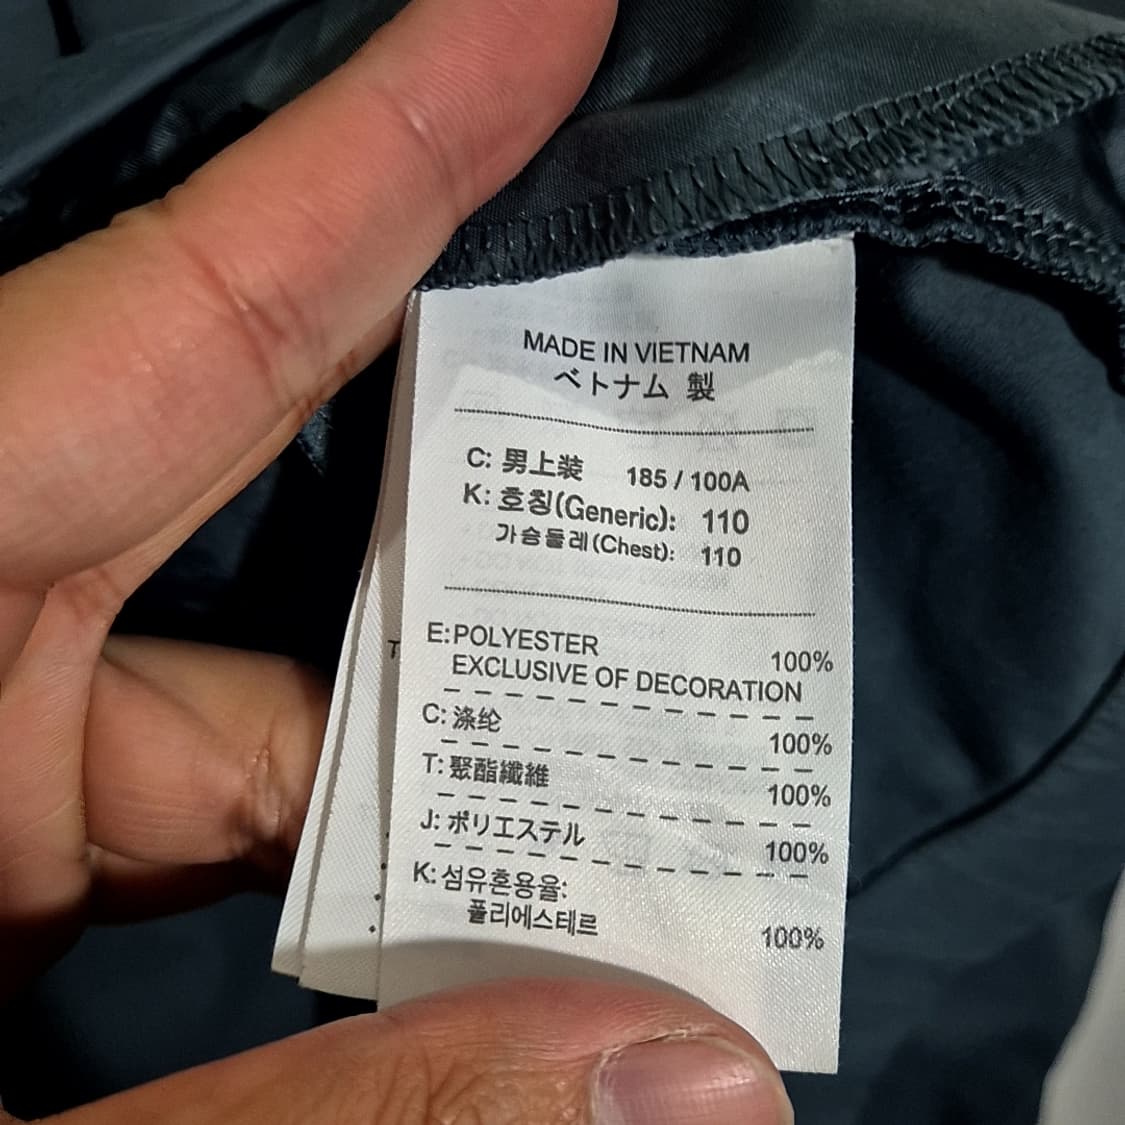 MADE IN VIETNAM
ベトナム 製
C: 男上装 185 / 100A
K: 호칭(Generic): 110
가슴둘레(Chest): 110
E:POLYESTER 100%
EXCLUSIVE OF DECORATION
C: 涤纶 100%
T: 聚酯纖維 100%
J: ポリエステル 100%
K: 섬유혼용율:
폴리에스테르 100%